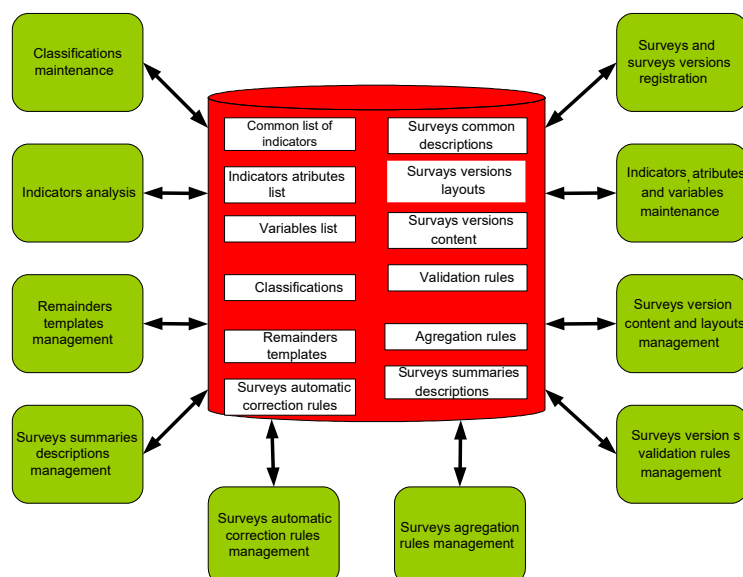 Classifications
maintenance
Surveys and
surveys versions
registration
Indicators analysis
Indicators, atributes
and variables
maintenance
Remainders
templates
management
Surveys version
content and layouts
management
Surveys summaries
descriptions
management
Surveys version s
validation rules
management
Surveys automatic
correction rules
management
Surveys agregation
rules management
Common list of
indicators
Indicators atributes
list
Variables list
Classifications
Remainders
templates
Surveys automatic
correction rules
Surveys common
descriptions
Survays versions
layouts
Survays versions
content
Validation rules
Agregation rules
Surveys summaries
descriptions